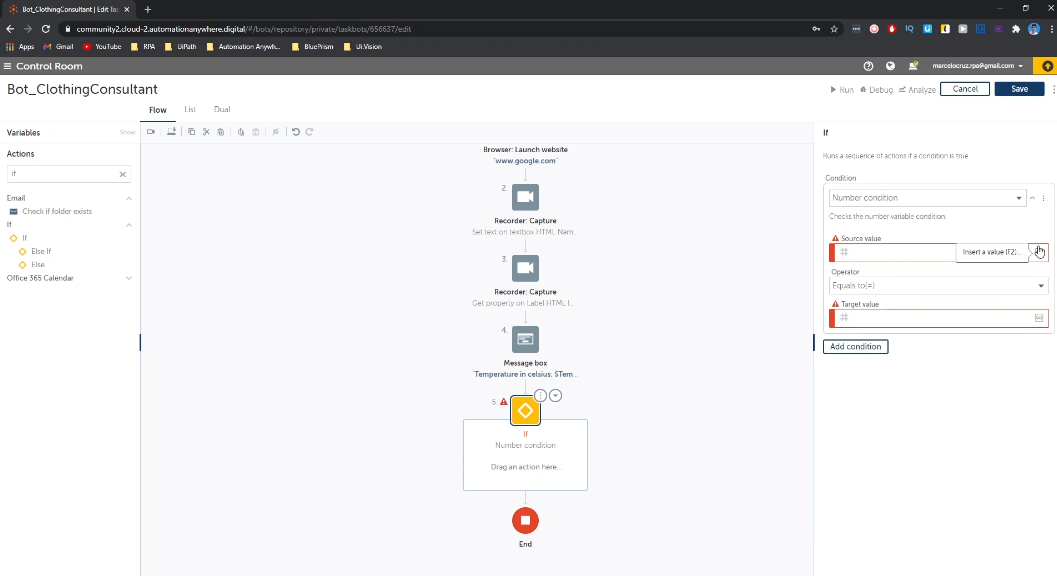 Bot_ClothingConsultant | Edit Tas
community2.cloud-2.automationanywhere.digital/#/bots/repository/private/taskbots/656637/edit
Apps
Gmail
YouTube
RPA
UiPath
Automation Anywh...
BluePrism
Ui.Vision
Control Room
marcelocruz.rpa@gmail.com
Bot_ClothingConsultant
Run
Debug
Analyze
Cancel
Save
Flow
List
Dual
Variables
Show
Actions
if
Email
Check if folder exists
If
If
Else If
Else
Office 365 Calendar
Browser: Launch website
"www.google.com"
2.
Recorder: Capture
Set text on textbox HTML Nam...
3.
Recorder: Capture
Get property on Label HTML I...
4.
Message box
"Temperature in celsius: $Tem...
5.
If
Number condition
Drag an action here...
End
If
Runs a sequence of actions if a condition is true
Condition
Number condition
Checks the number variable condition.
Source value
#
Insert a value (F2)...
Operator
Equals to(=)
Target value
#
(x)
Add condition